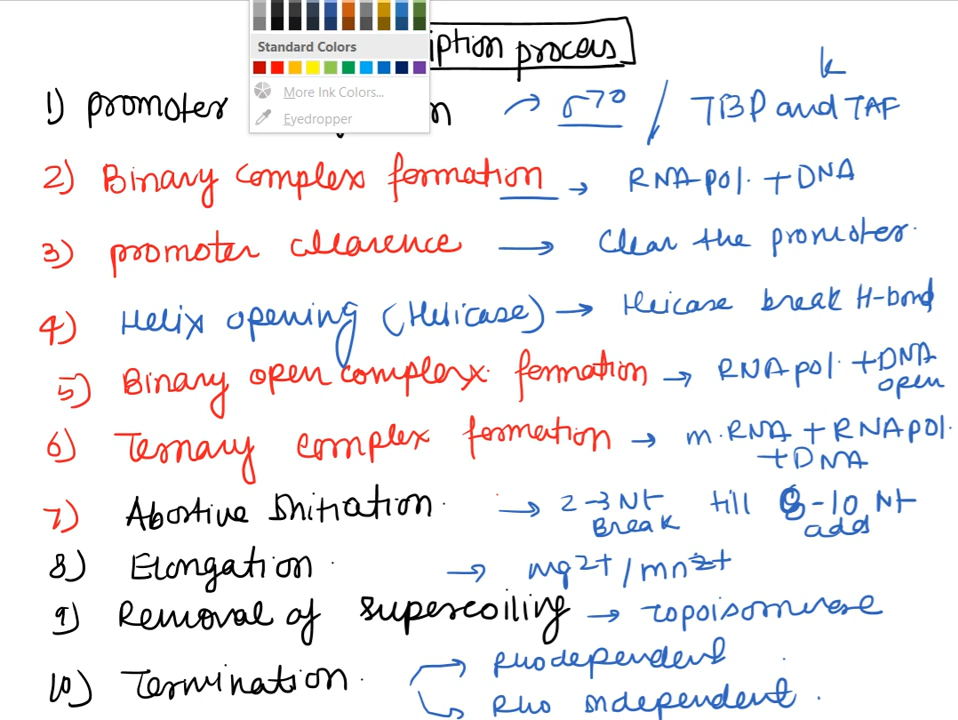 Standard Colors
More Ink Colors...
Eyedropper
iption process
k
1) promoter on → σ70 / TBP and TAF
2) Binary complex formation → RNA pol. + DNA
3) promoter clearence → Clear the promoter.
4) Helix opening (Helicase) → Helicase break H-bond
5) Binary open complexx formation → RNA pol. + DNA
open
6) Ternary complex formation → m.RNA + RNA pol.
+ DNA
7) Abortive Initiation → 2-3 Nt till 8-10 Nt
Break add
8) Elongation → mg2+ / mn2+
9) Removal of supercoiling →
10) Termination → Rho dependent
→ Rho Independent.